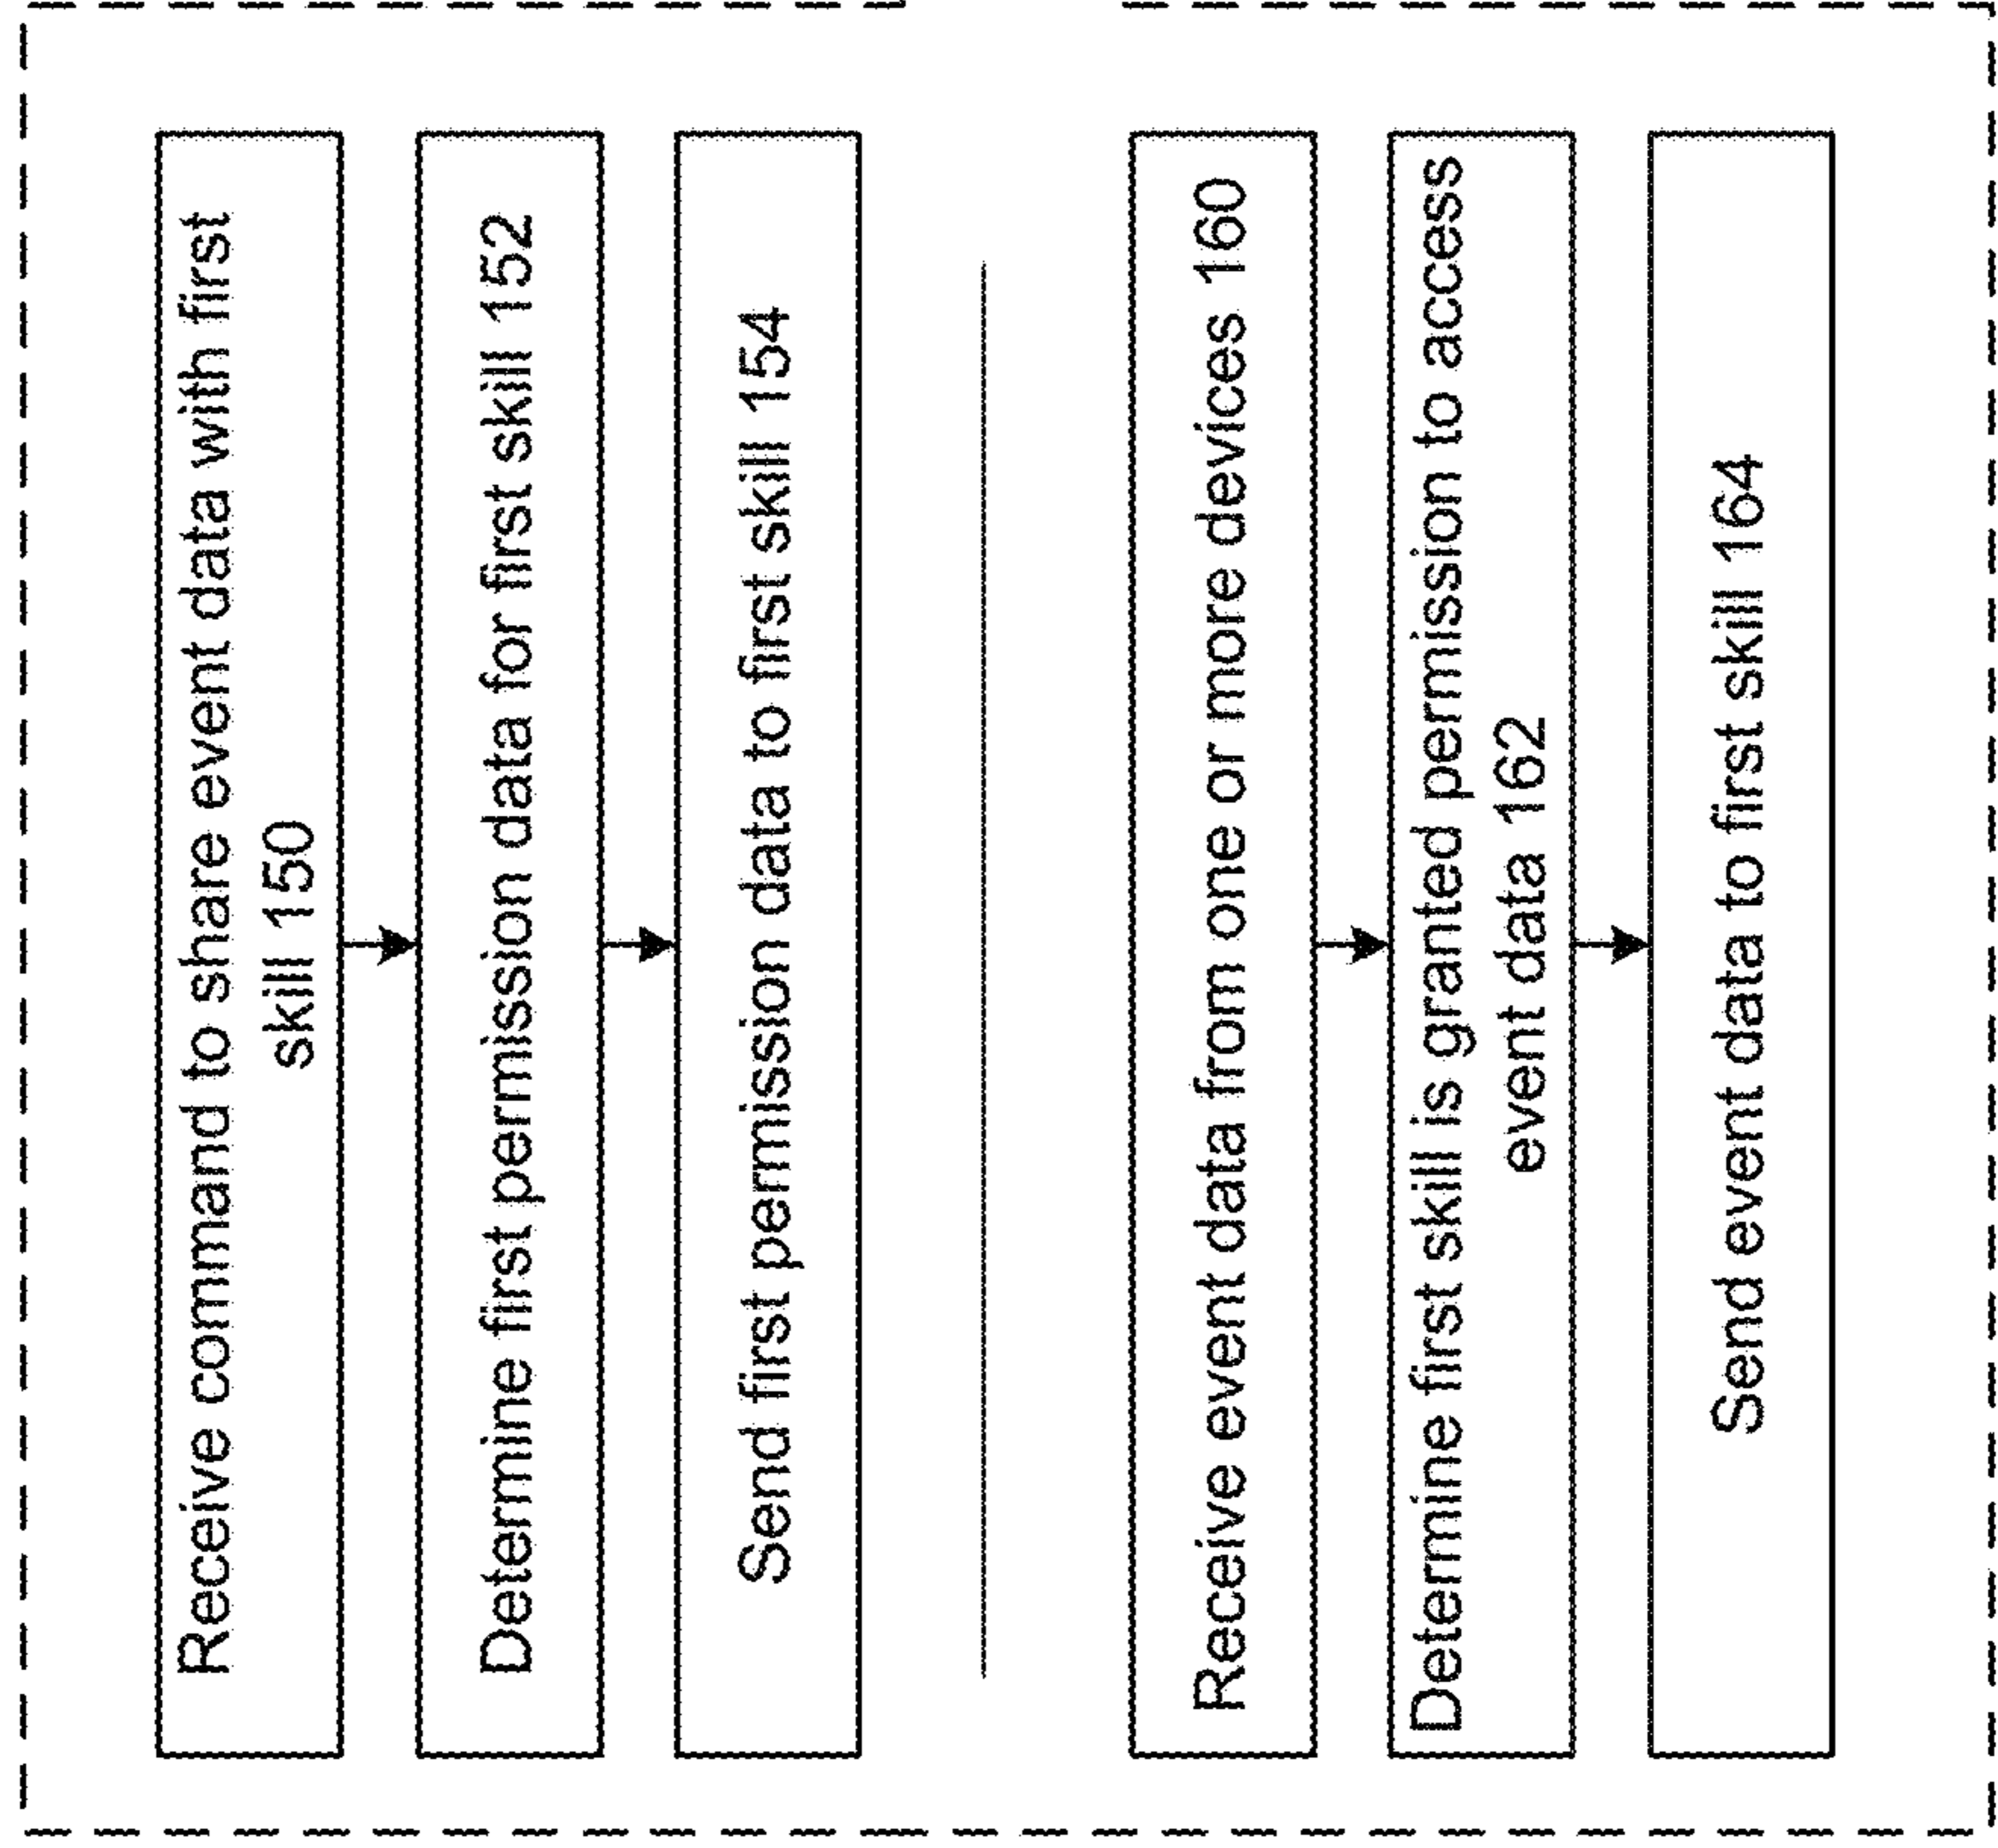 Receive command to share event data with first
skill 150
Determine first permission data for first skill 152
Send first permission data to first skill 154
Receive event data from one or more devices 160
Determine first skill is granted permission to access
event data 162
Send event data to first skill 164